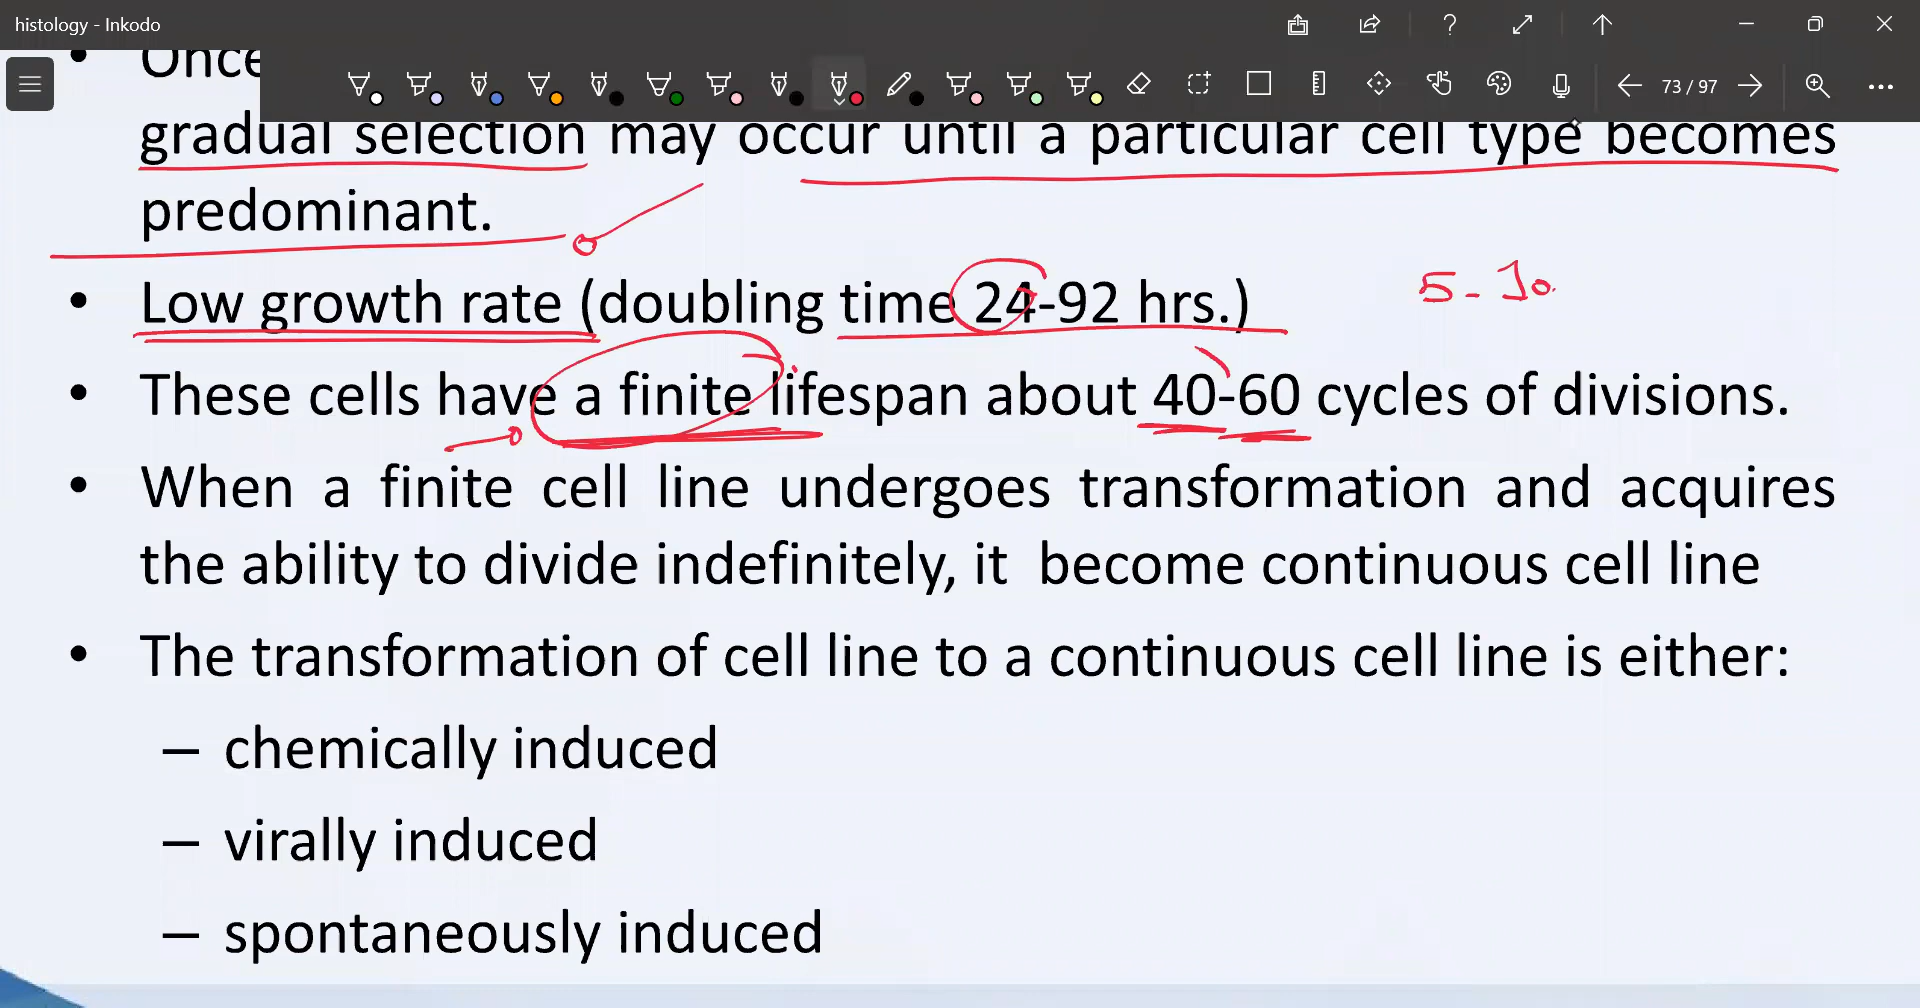 histology - Inkodo
73 / 97
• Once
gradual selection may occur until a particular cell type becomes
predominant.
• Low growth rate (doubling time 24-92 hrs.) 5 - 10
• These cells have a finite lifespan about 40-60 cycles of divisions.
• When a finite cell line undergoes transformation and acquires
the ability to divide indefinitely, it become continuous cell line
• The transformation of cell line to a continuous cell line is either:
– chemically induced
– virally induced
– spontaneously induced